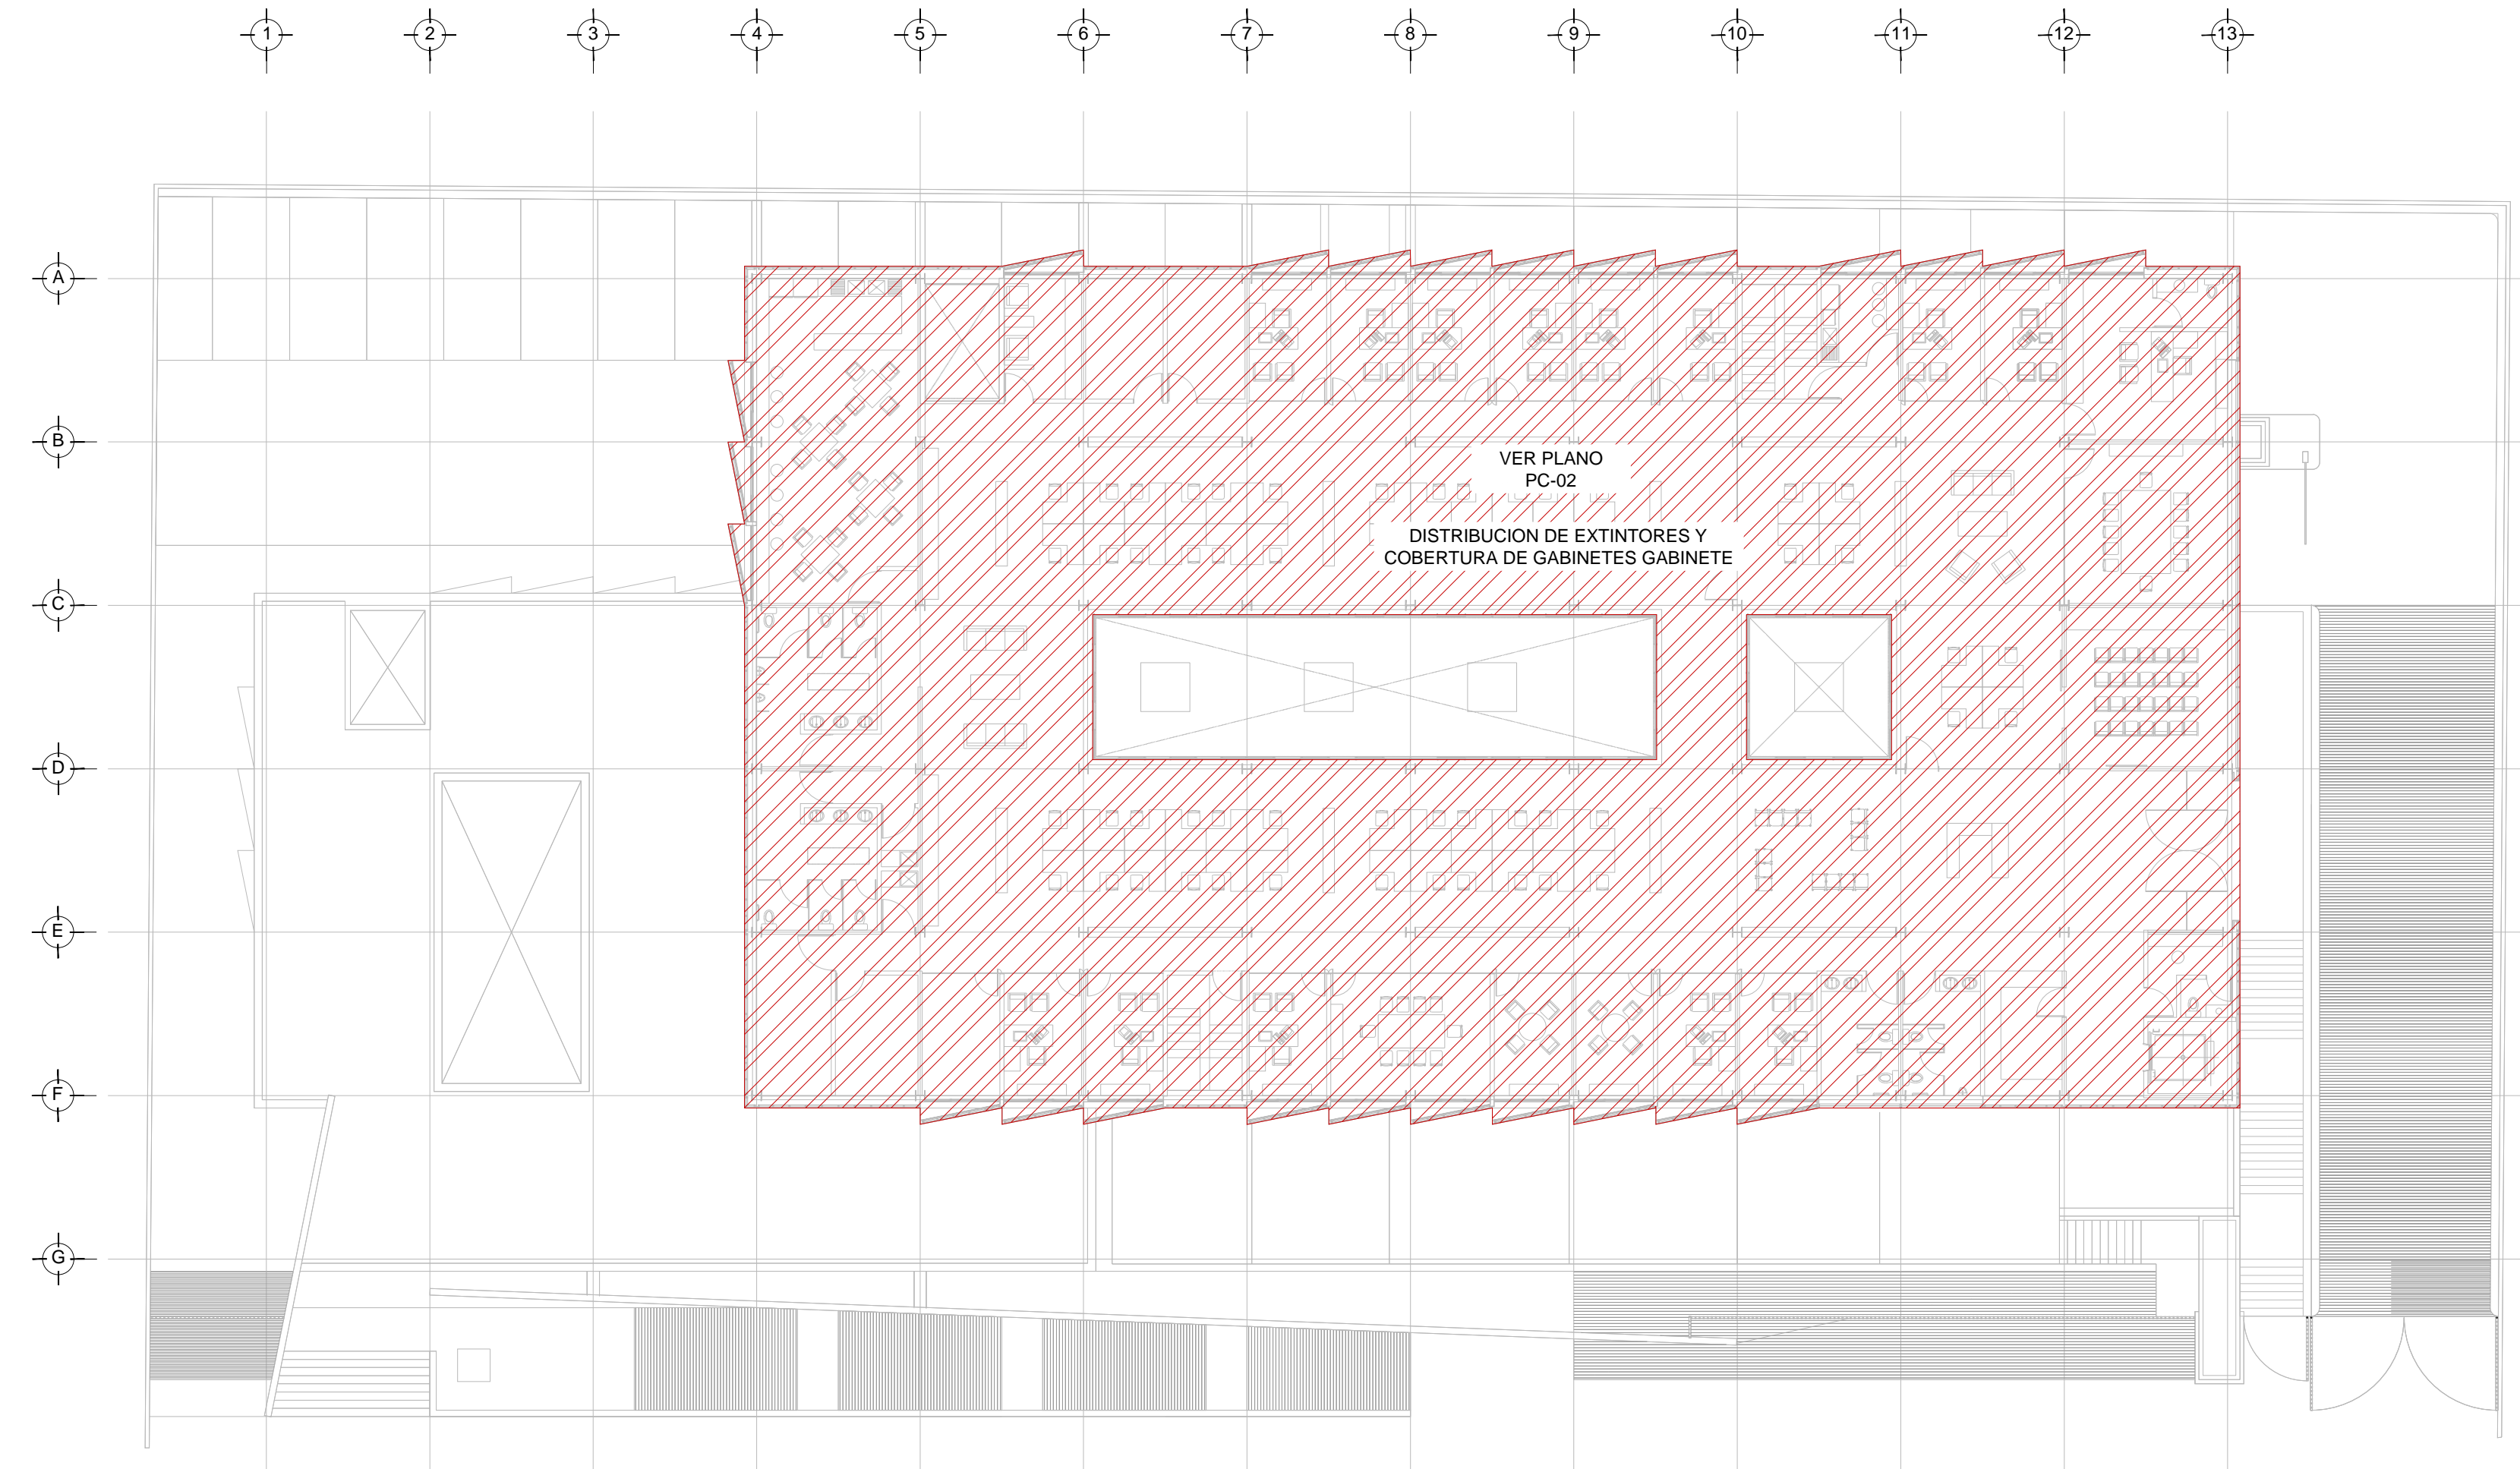 1 2 3 4 5 6 7 8 9 10 11 12 13
A
B
VER PLANO
PC-02
DISTRIBUCION DE EXTINTORES Y
COBERTURA DE GABINETES GABINETE
C
D
E
F
G